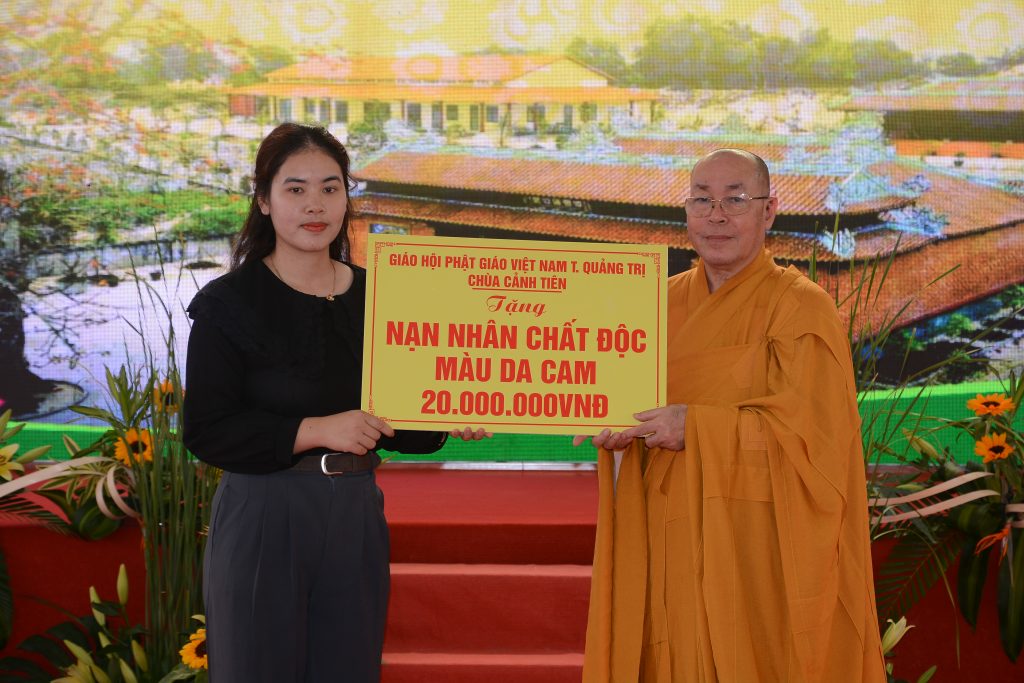 GIÁO HỘI PHẬT GIÁO VIỆT NAM T. QUẢNG TRỊ
CHÙA CẢNH TIÊN
Tặng
NẠN NHÂN CHẤT ĐỘC
MÀU DA CAM
20.000.000VNĐ